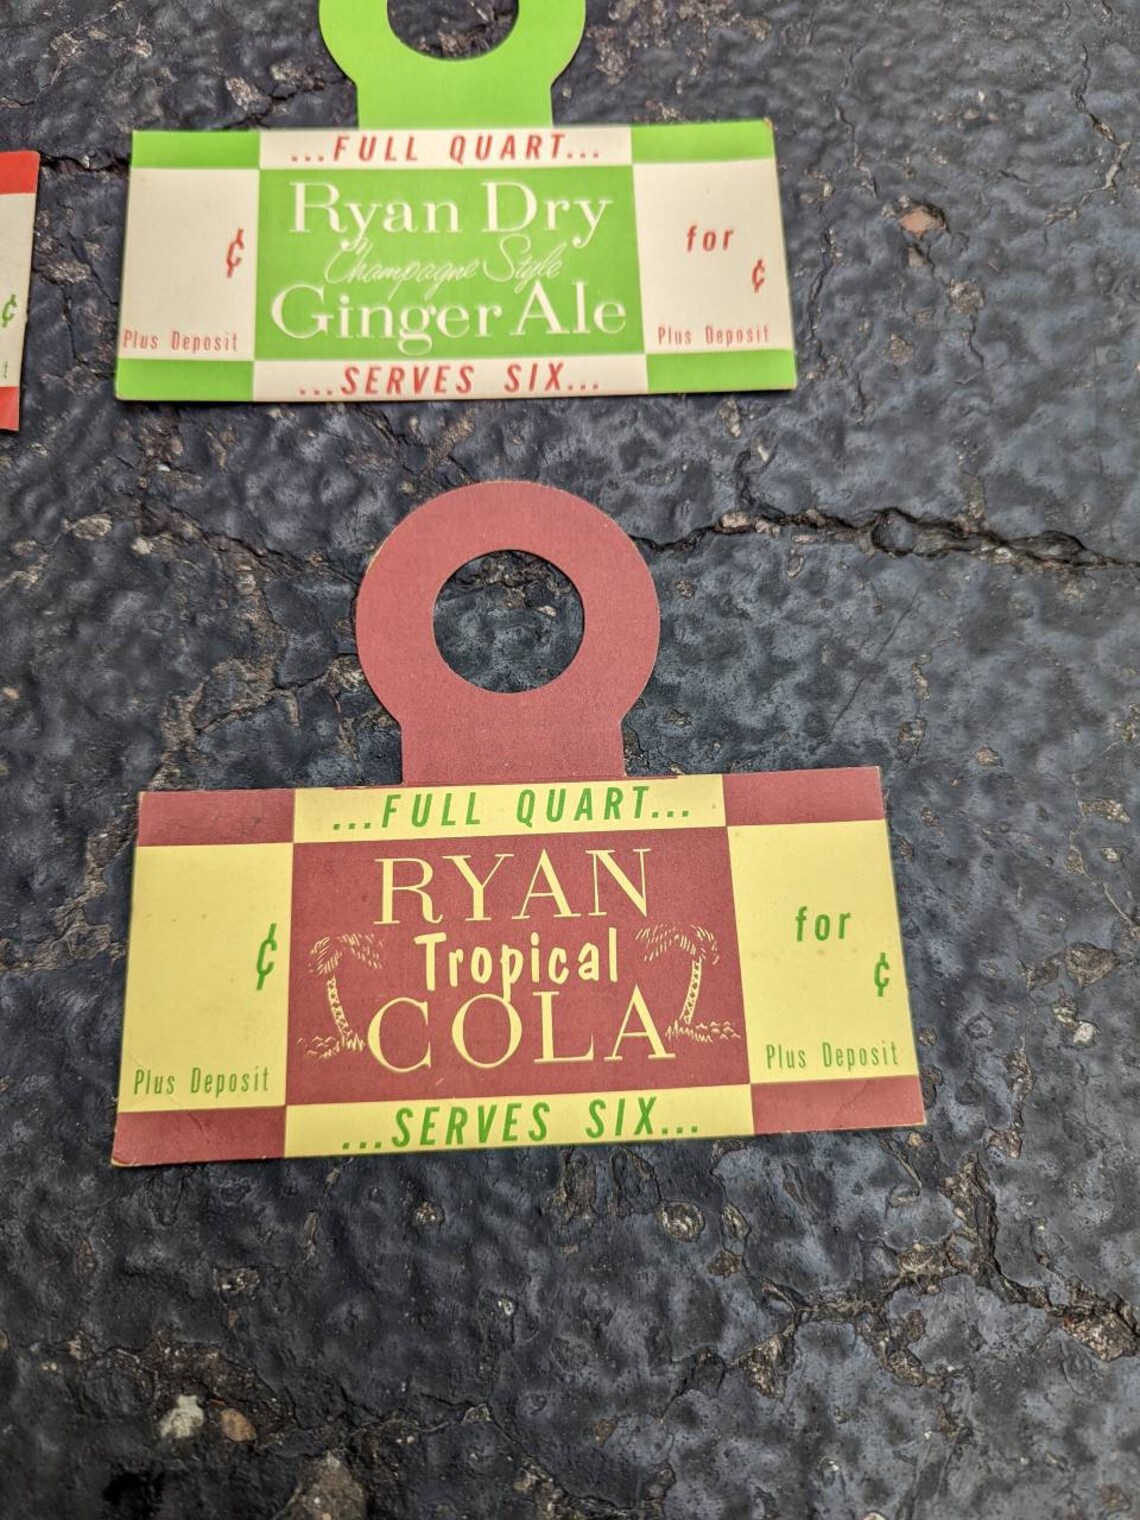 ...FULL QUART...
Ryan Dry
Champagne Style
Ginger Ale
¢
Plus Deposit
for
¢
Plus Deposit
...SERVES SIX...
¢
t
...FULL QUART...
RYAN
Tropical
COLA
¢
Plus Deposit
for
¢
Plus Deposit
...SERVES SIX...